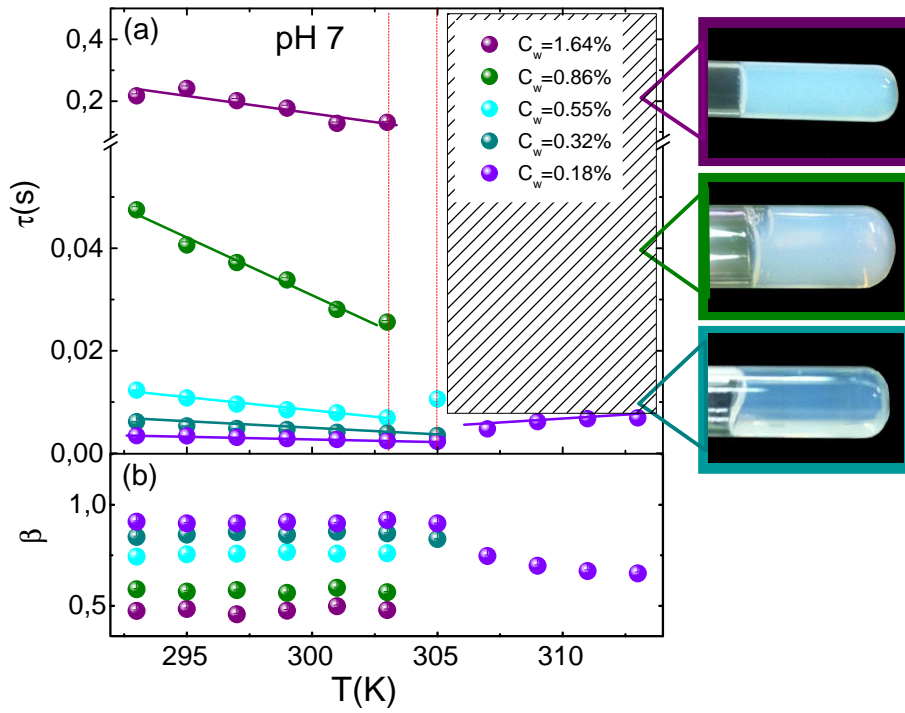 (a)
pH 7
C_w=1.64%
C_w=0.86%
C_w=0.55%
C_w=0.32%
C_w=0.18%
0,4
0,2
0,04
0,02
0,00
τ(s)
(b)
1,0
0,5
β
295 300 305 310
T(K)